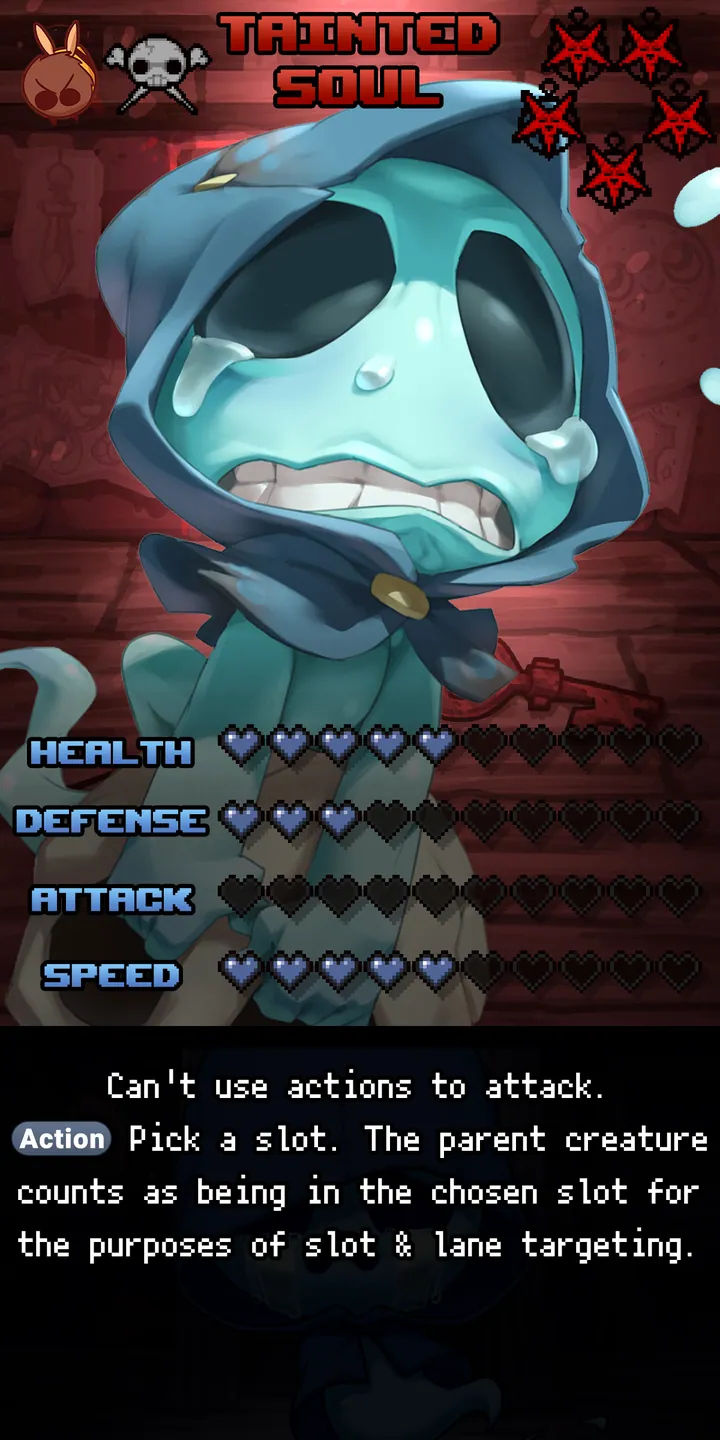 TAINTED
SOUL
HEALTH
DEFENSE
ATTACK
SPEED
Can't use actions to attack.
Action Pick a slot. The parent creature
counts as being in the chosen slot for
the purposes of slot & lane targeting.